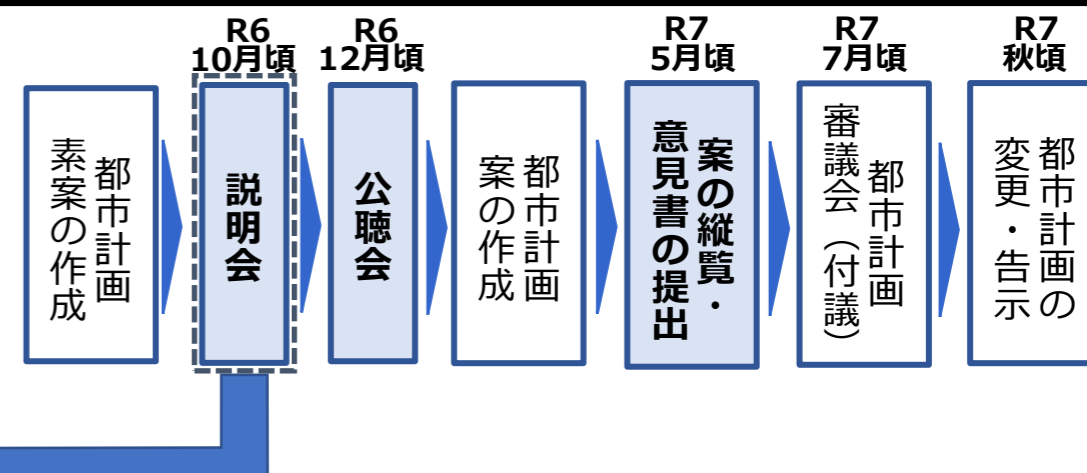 R6
10月頃
R6
12月頃
R7
5月頃
R7
7月頃
R7
秋頃
都市計画
素案の作成
説明会
公聴会
都市計画
案の作成
案の縦覧・
意見書の提出
都市計画
審議会（付議）
都市計画の
変更・告示